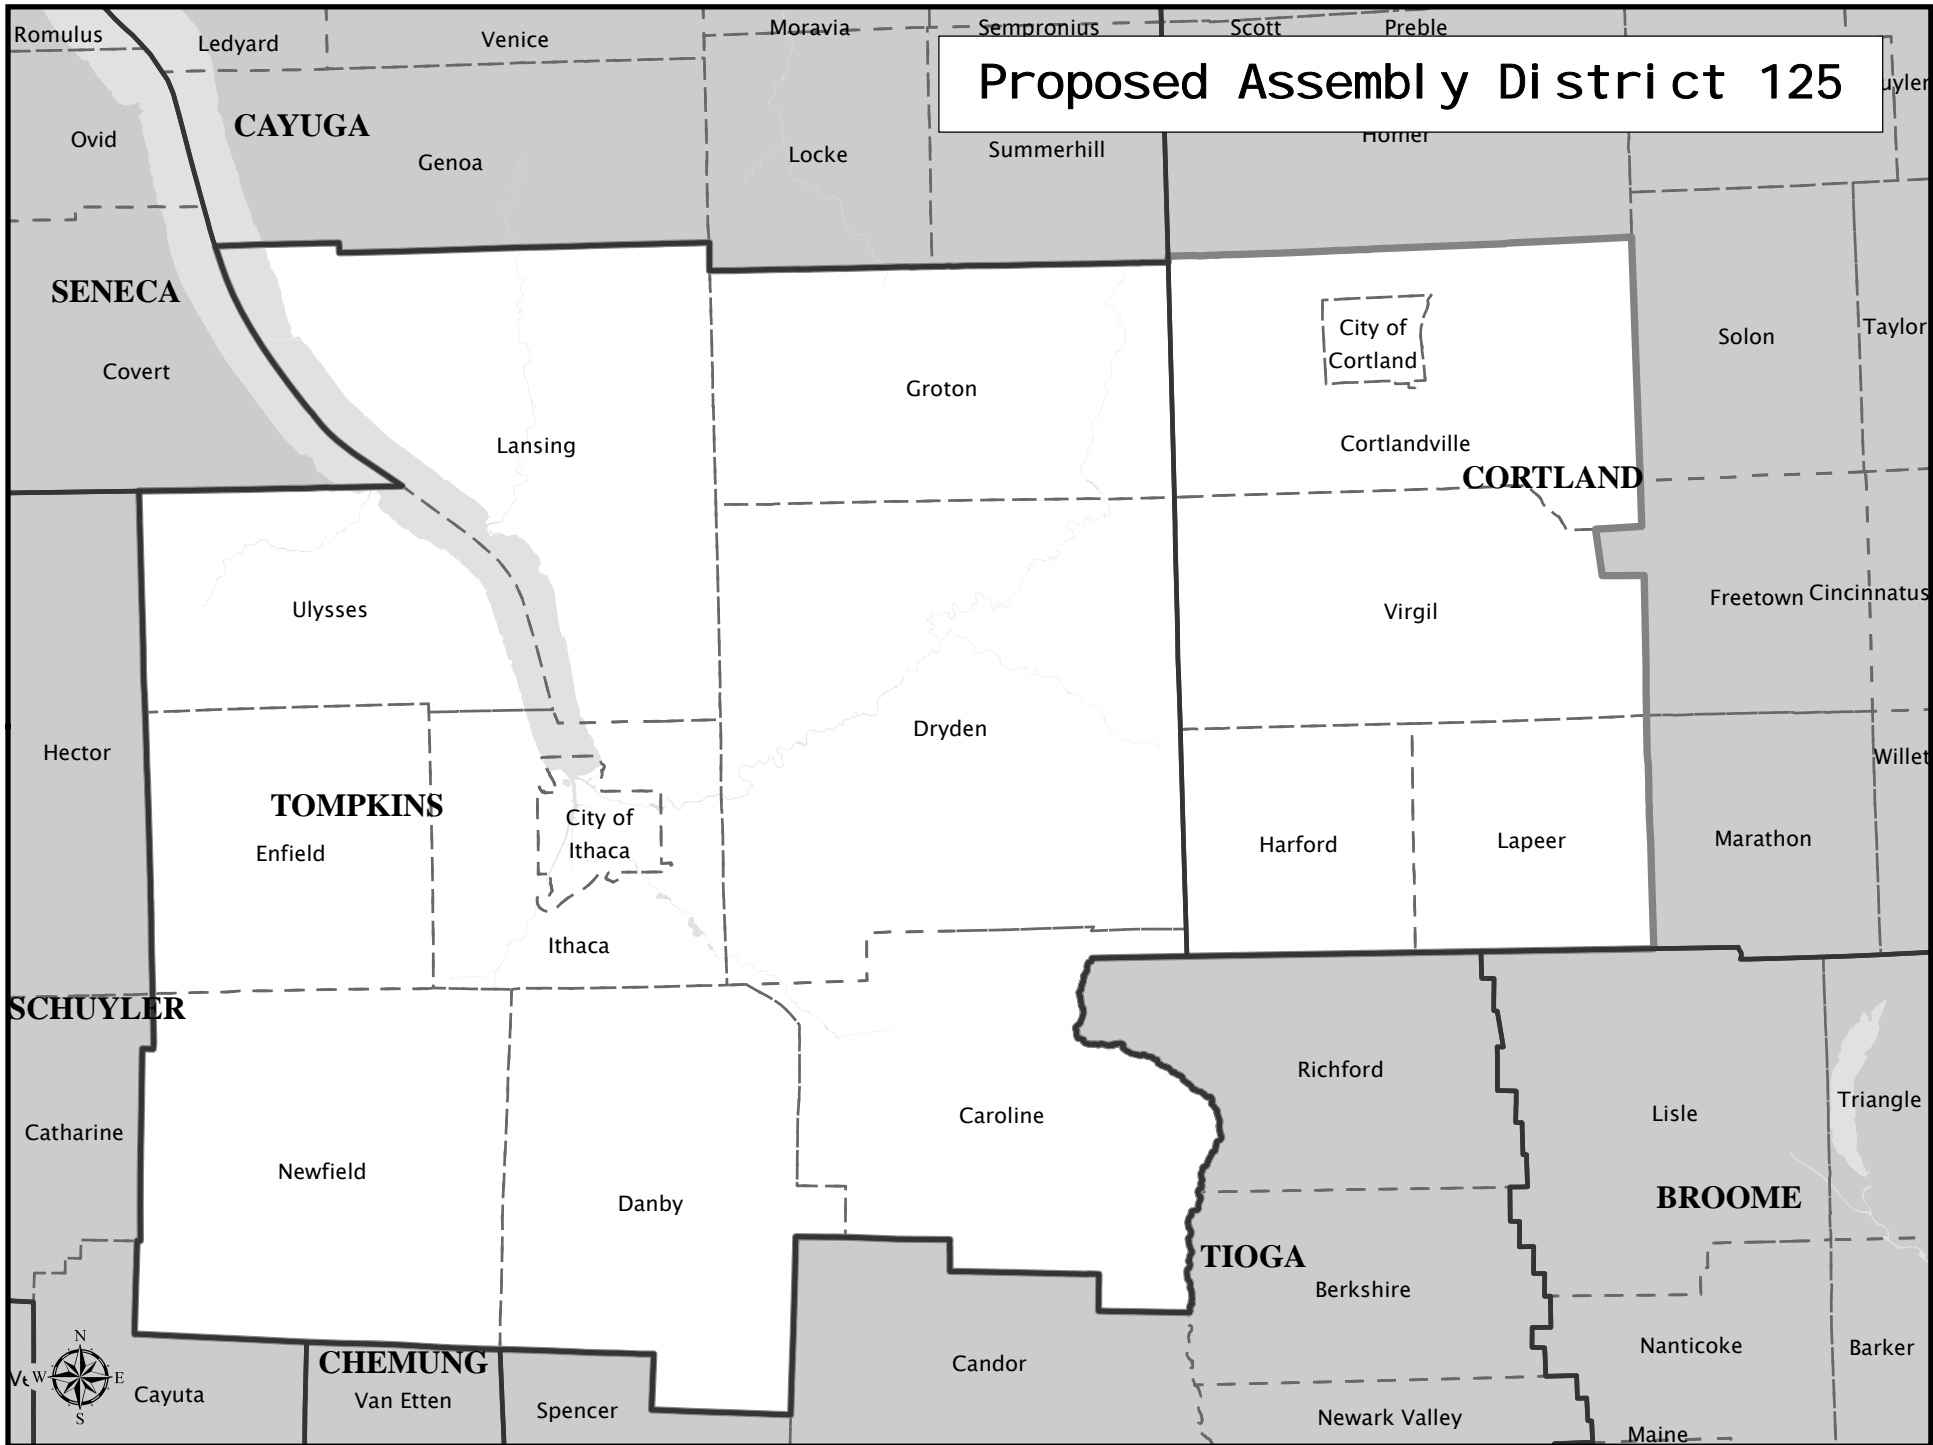 Romulus
Ledyard
Venice
Moravia
Sempronius
Scott
Preble
Proposed Assembly District 125
Ovid
CAYUGA
Genoa
Locke
Summerhill
Homer
SENECA
Covert
Lansing
Groton
City of
Cortland
Cortlandville
CORTLAND
Solon
Taylor
Ulysses
Virgil
Freetown
Cincinnatus
Hector
Dryden
Willet
TOMPKINS
Enfield
City of
Ithaca
Harford
Lapeer
Marathon
Ithaca
SCHUYLER
Richford
Catharine
Caroline
Lisle
Triangle
Newfield
Danby
BROOME
TIOGA
Berkshire
N
W
E
S
Cayuta
CHEMUNG
Van Etten
Spencer
Candor
Nanticoke
Barker
Newark Valley
Maine